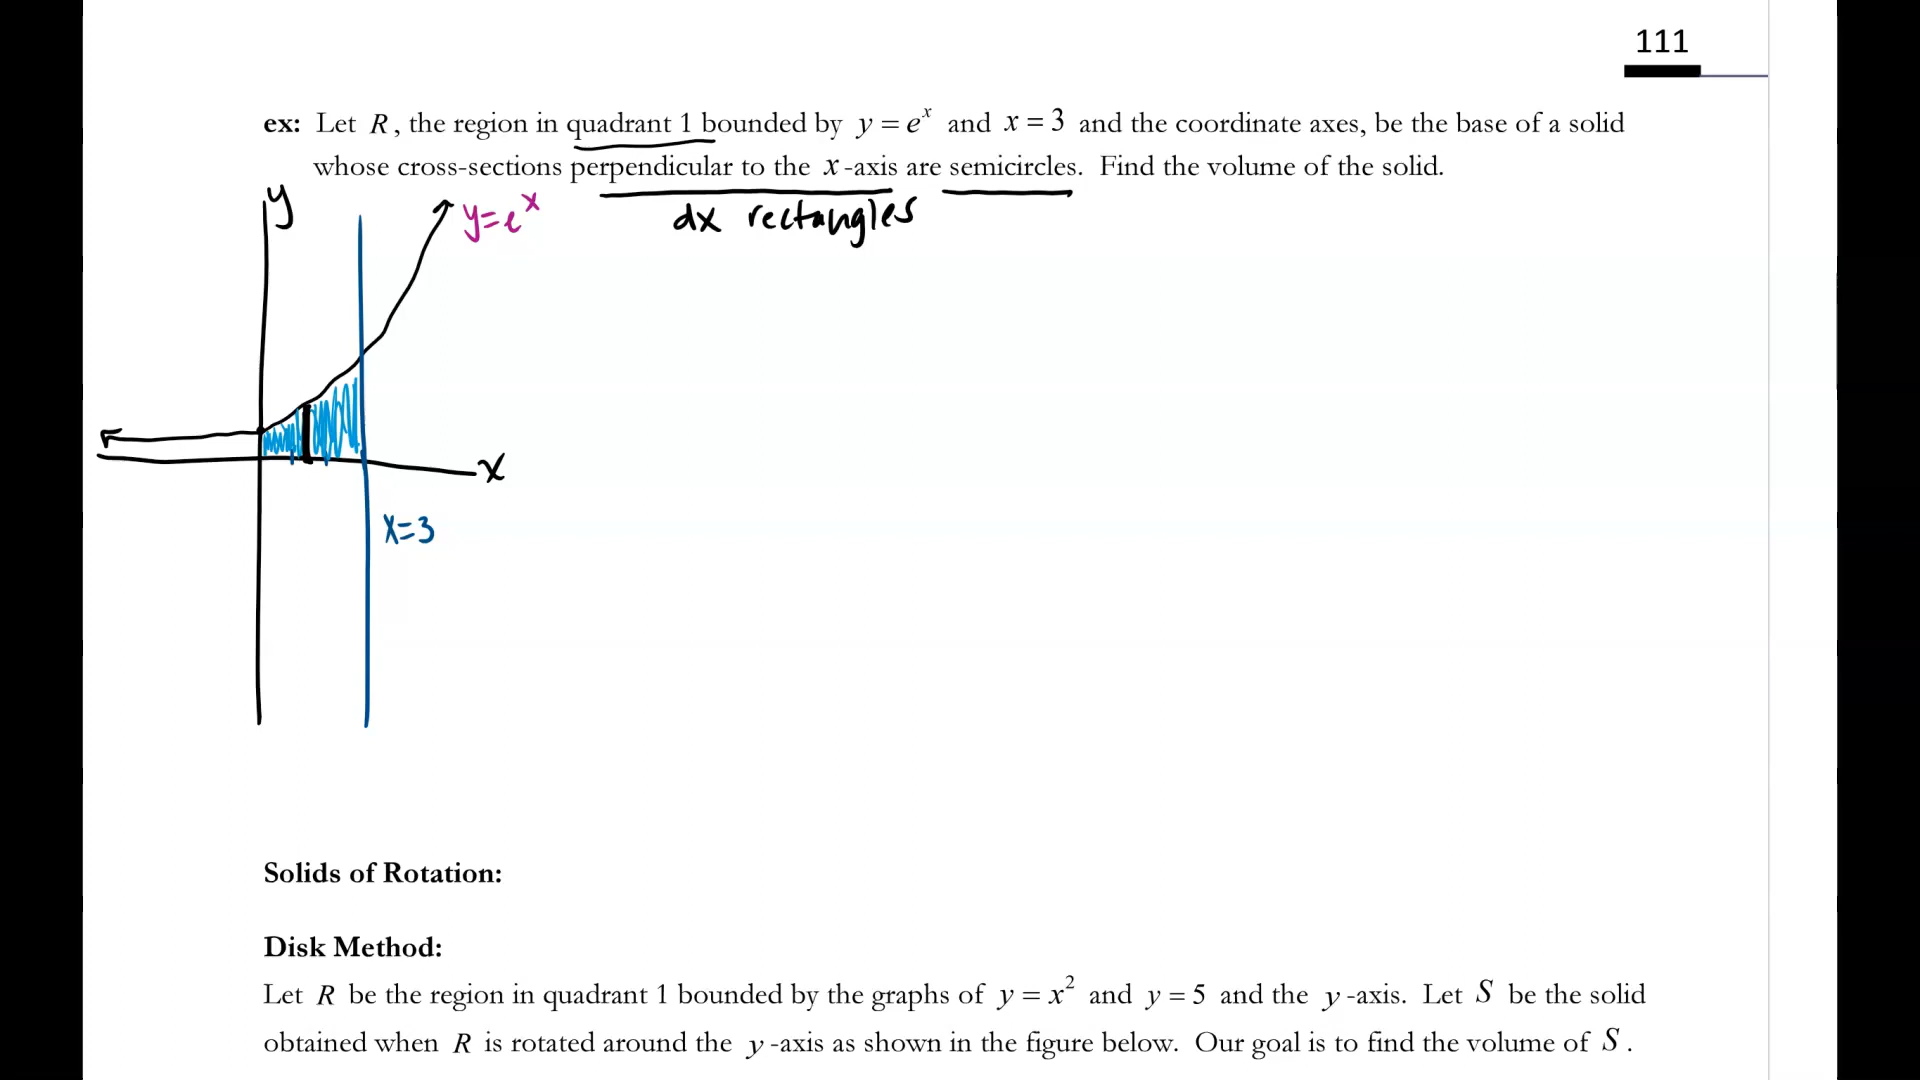 111
ex: Let R, the region in quadrant 1 bounded by y = e^x and x = 3 and the coordinate axes, be the base of a solid
whose cross-sections perpendicular to the x-axis are semicircles. Find the volume of the solid.
y
y=e^x
dx rectangles
x
x=3
Solids of Rotation:
Disk Method:
Let R be the region in quadrant 1 bounded by the graphs of y = x² and y = 5 and the y-axis. Let S be the solid
obtained when R is rotated around the y-axis as shown in the figure below. Our goal is to find the volume of S.